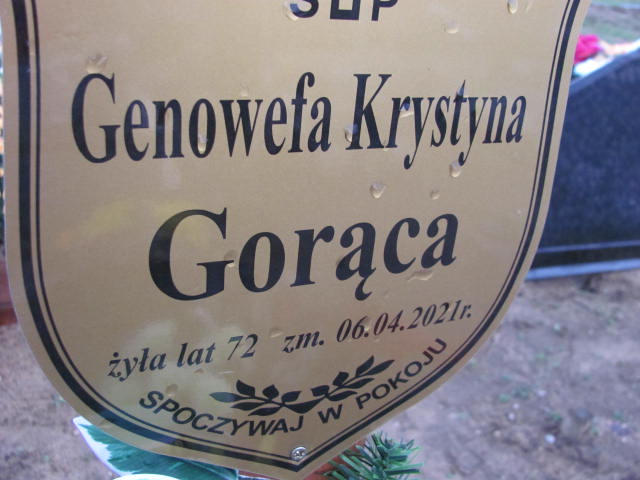 Genowefa Krystyna
Gorąca
żyła lat 72 zm. 06.04.2021r.
SPOCZYWAJ W POKOJU